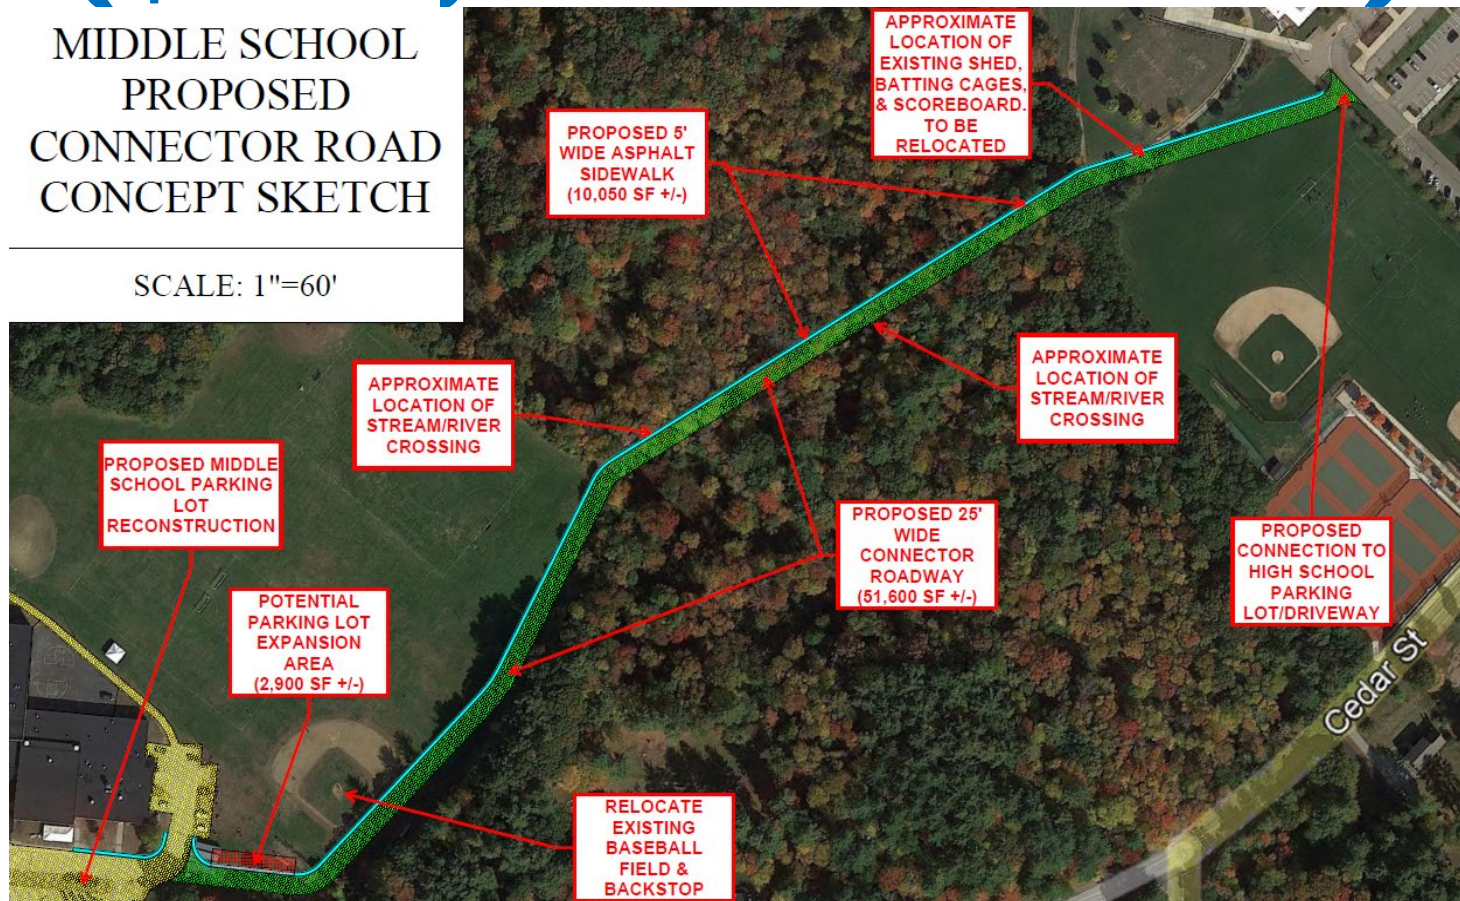 MIDDLE SCHOOL
PROPOSED
CONNECTOR ROAD
CONCEPT SKETCH
SCALE: 1"=60'
APPROXIMATE
LOCATION OF
EXISTING SHED,
BATTING CAGES,
& SCOREBOARD.
TO BE
RELOCATED
PROPOSED 5'
WIDE ASPHALT
SIDEWALK
(10,050 SF +/-)
APPROXIMATE
LOCATION OF
STREAM/RIVER
CROSSING
APPROXIMATE
LOCATION OF
STREAM/RIVER
CROSSING
PROPOSED MIDDLE
SCHOOL PARKING
LOT
RECONSTRUCTION
PROPOSED 25'
WIDE
CONNECTOR
ROADWAY
(51,600 SF +/-)
PROPOSED
CONNECTION TO
HIGH SCHOOL
PARKING
LOT/DRIVEWAY
POTENTIAL
PARKING LOT
EXPANSION
AREA
(2,900 SF +/-)
Cedar St
RELOCATE
EXISTING
BASEBALL
FIELD &
BACKSTOP